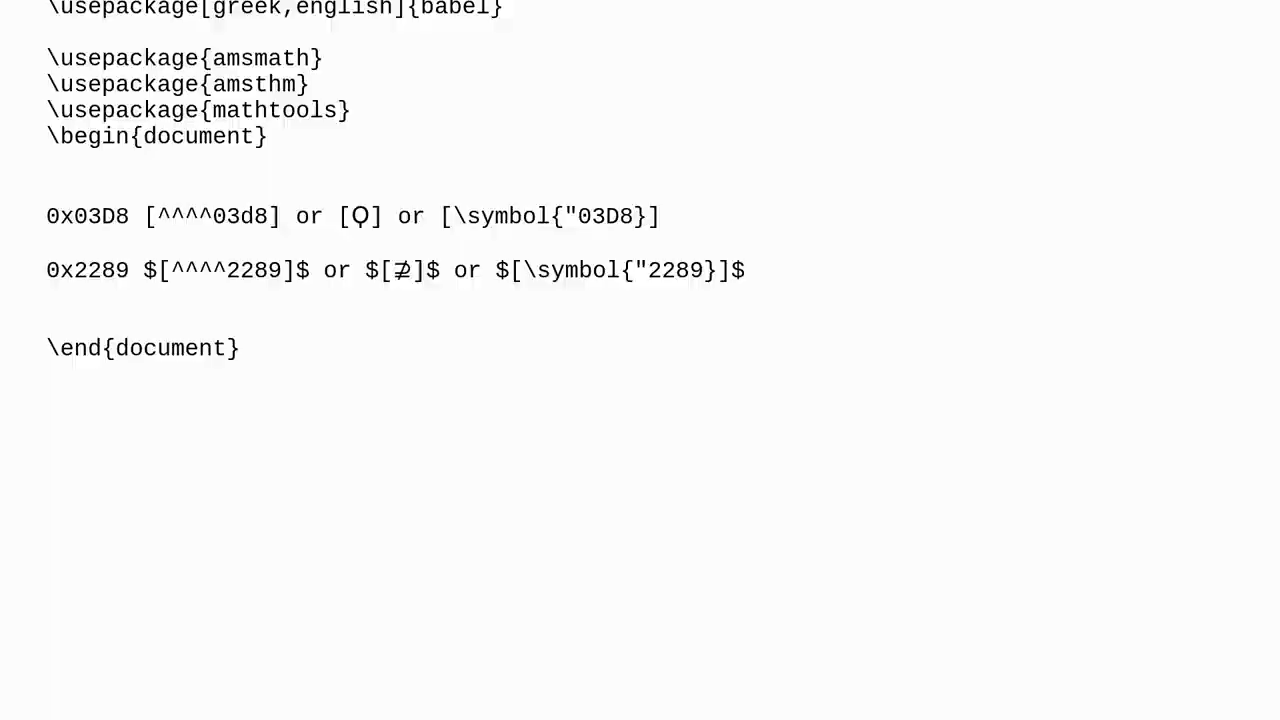 \usepackage[greek,english]{babel}
\usepackage{amsmath}
\usepackage{amsthm}
\usepackage{mathtools}
\begin{document}
0x03D8 [^^^^03d8] or [Ϙ] or [\symbol{"03D8}]
0x2289 $[^^^^2289]$ or $[⊉]$ or $[\symbol{"2289}]$
\end{document}